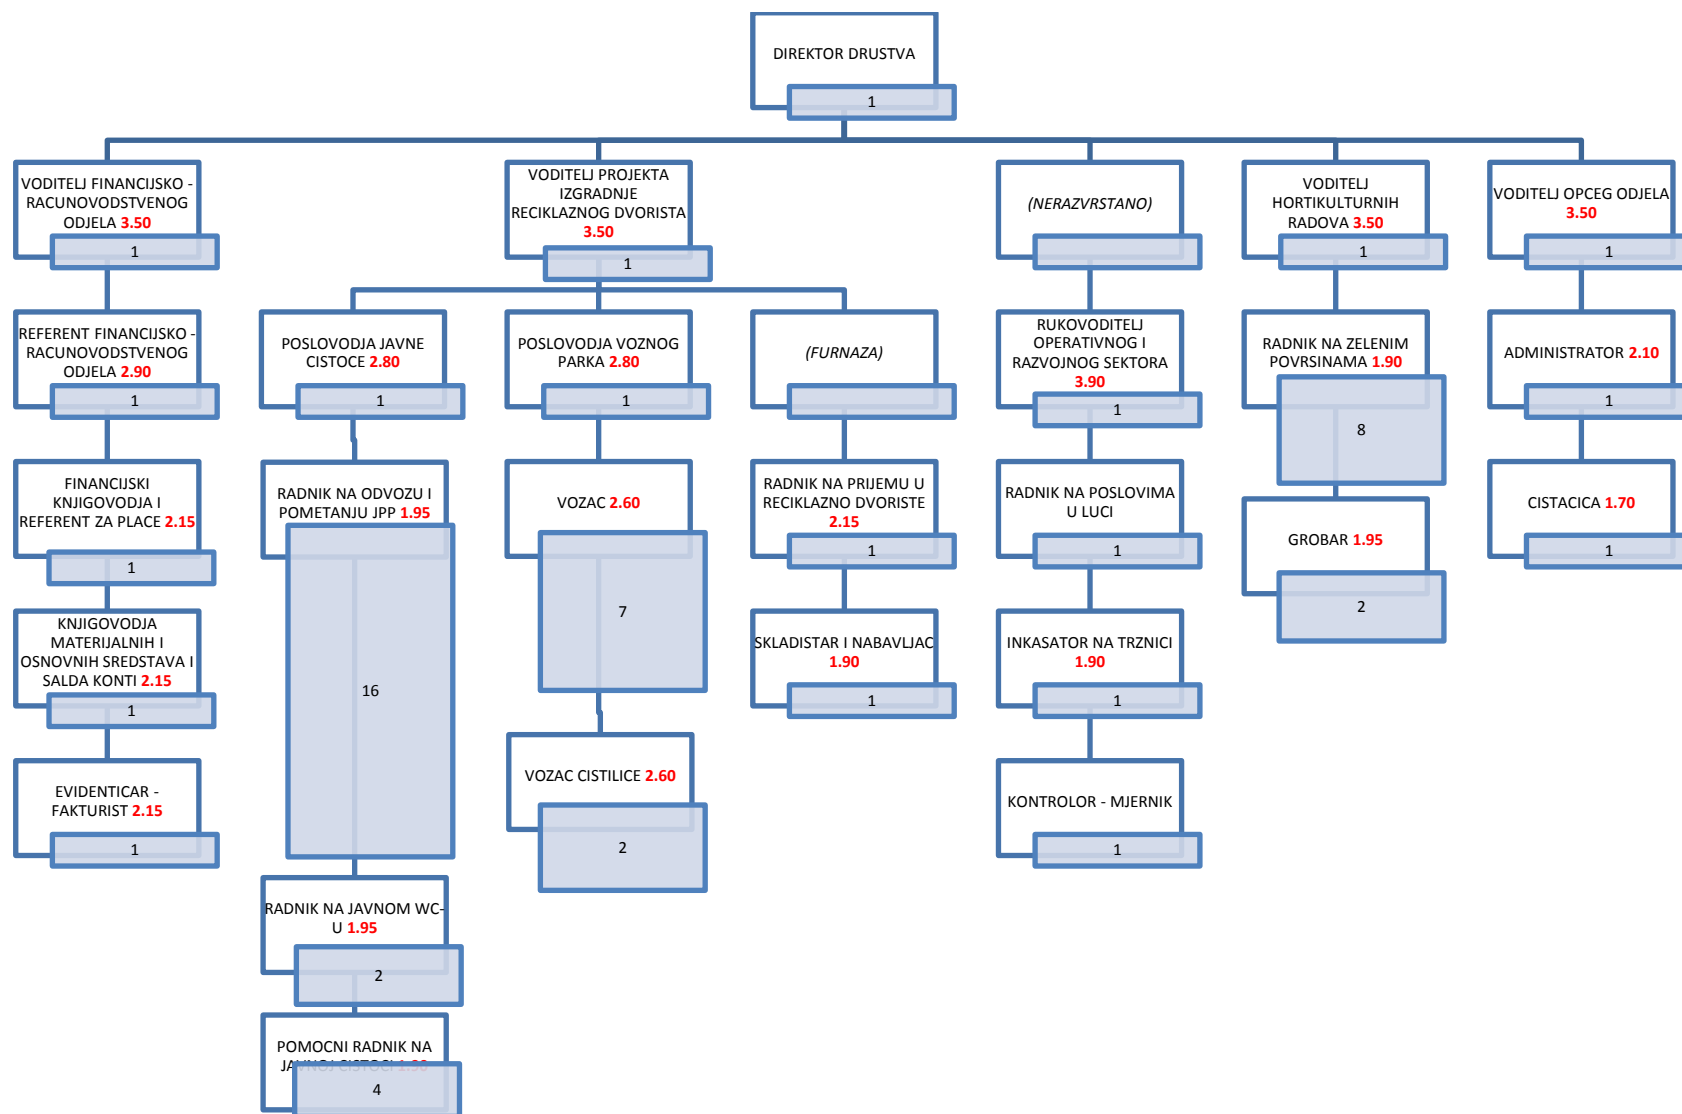 DIREKTOR DRUSTVA
1
VODITELJ FINANCIJSKO -
RACUNOVODSTVENOG
ODJELA 3.50
1
REFERENT FINANCIJSKO -
RACUNOVODSTVENOG
ODJELA 2.90
1
FINANCIJSKI
KNJIGOVODJA I
REFERENT ZA PLACE 2.15
1
KNJIGOVODJA
MATERIJALNIH I
OSNOVNIH SREDSTAVA I
SALDA KONTI 2.15
1
EVIDENTICAR -
FAKTURIST 2.15
1
VODITELJ PROJEKTA
IZGRADNJE
RECIKLAZNOG DVORISTA
3.50
1
POSLOVODJA JAVNE
CISTOCE 2.80
1
RADNIK NA ODVOZU I
POMETANJU JPP 1.95
16
RADNIK NA JAVNOM WC-
U 1.95
2
POMOCNI RADNIK NA
JAVNOJ CISTOCI 1.90
4
POSLOVODJA VOZNOG
PARKA 2.80
1
VOZAC 2.60
7
VOZAC CISTILICE 2.60
2
(FURNAZA)
RADNIK NA PRIJEMU U
RECIKLAZNO DVORISTE
2.15
1
SKLADISTAR I NABAVLJAC
1.90
1
(NERAZVRSTANO)
RUKOVODITELJ
OPERATIVNOG I
RAZVOJNOG SEKTORA
3.90
1
RADNIK NA POSLOVIMA
U LUCI
1
INKASATOR NA TRZNICI
1.90
1
KONTROLOR - MJERNIK
1
VODITELJ
HORTIKULTURNIH
RADOVA 3.50
1
RADNIK NA ZELENIM
POVRSINAMA 1.90
8
GROBAR 1.95
2
VODITELJ OPCEG ODJELA
3.50
1
ADMINISTRATOR 2.10
1
CISTACICA 1.70
1